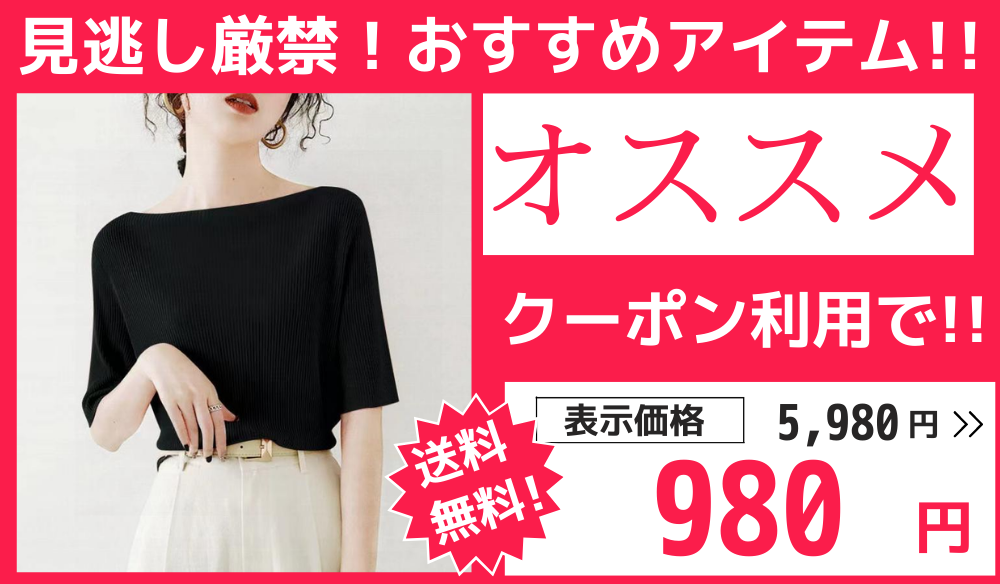 見逃し厳禁！おすすめアイテム!!
オススメ
クーポン利用で!!
表示価格 5,980円 >>
送料
無料!
980 円